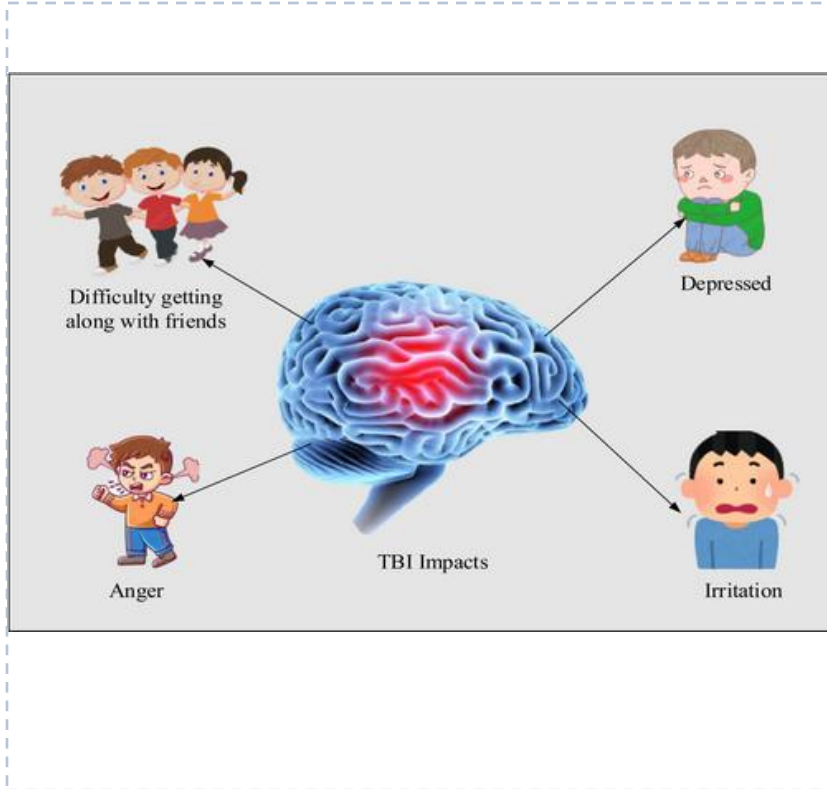 Difficulty getting
along with friends
Depressed
Anger
TBI Impacts
Irritation